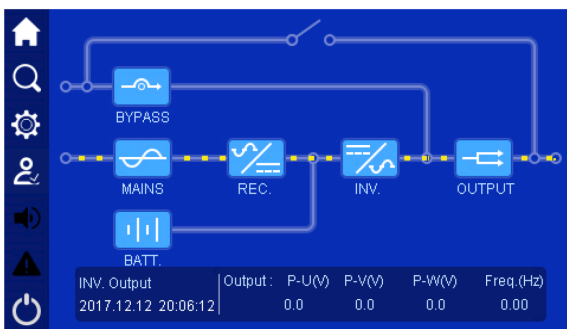 BYPASS
MAINS
REC.
INV.
OUTPUT
BATT.
INV. Output
2017.12.12 20:06:12
Output : P-U(V) P-V(V) P-W(V) Freq.(Hz)
0.0 0.0 0.0 0.00